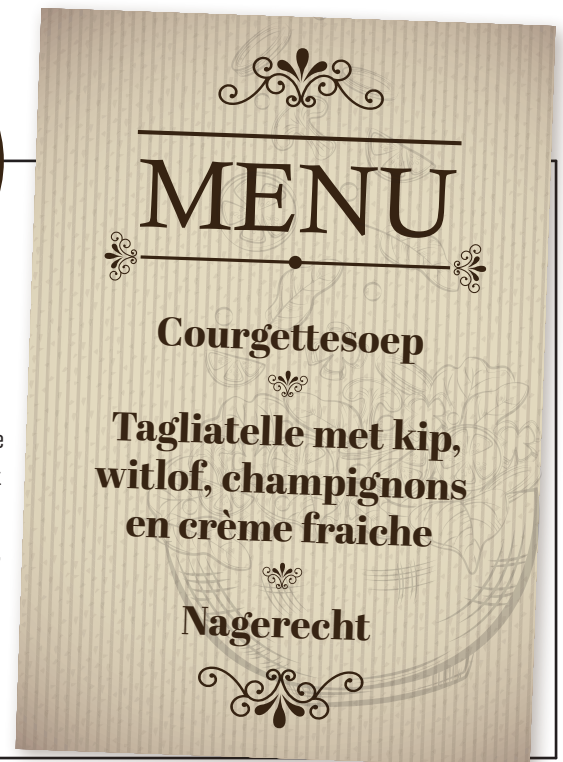 MENU
Courgettesoep
Tagliatelle met kip,
witlof, champignons
en crème fraiche
Nagerecht